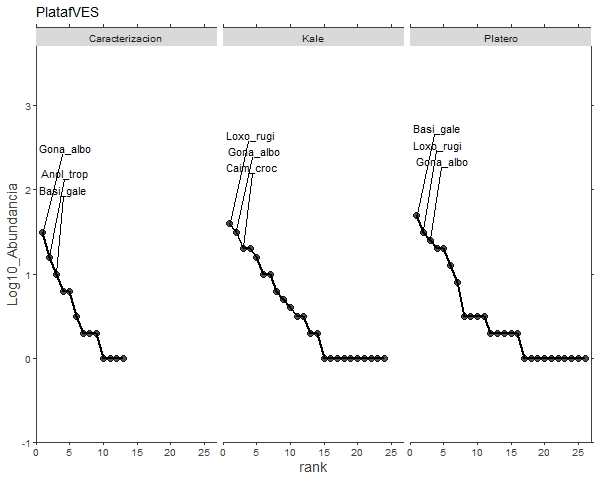 PlatafVES
Caracterizacion
Kale
Platero
Log10_Abundancia
3
2
1
0
-1
Gona_albo
Anol_trop
Basi_gale
Loxo_rugi
Gona_albo
Caim_croc
Basi_gale
Loxo_rugi
Gona_albo
0 5 10 15 20 25
0 5 10 15 20 25
0 5 10 15 20 25
rank